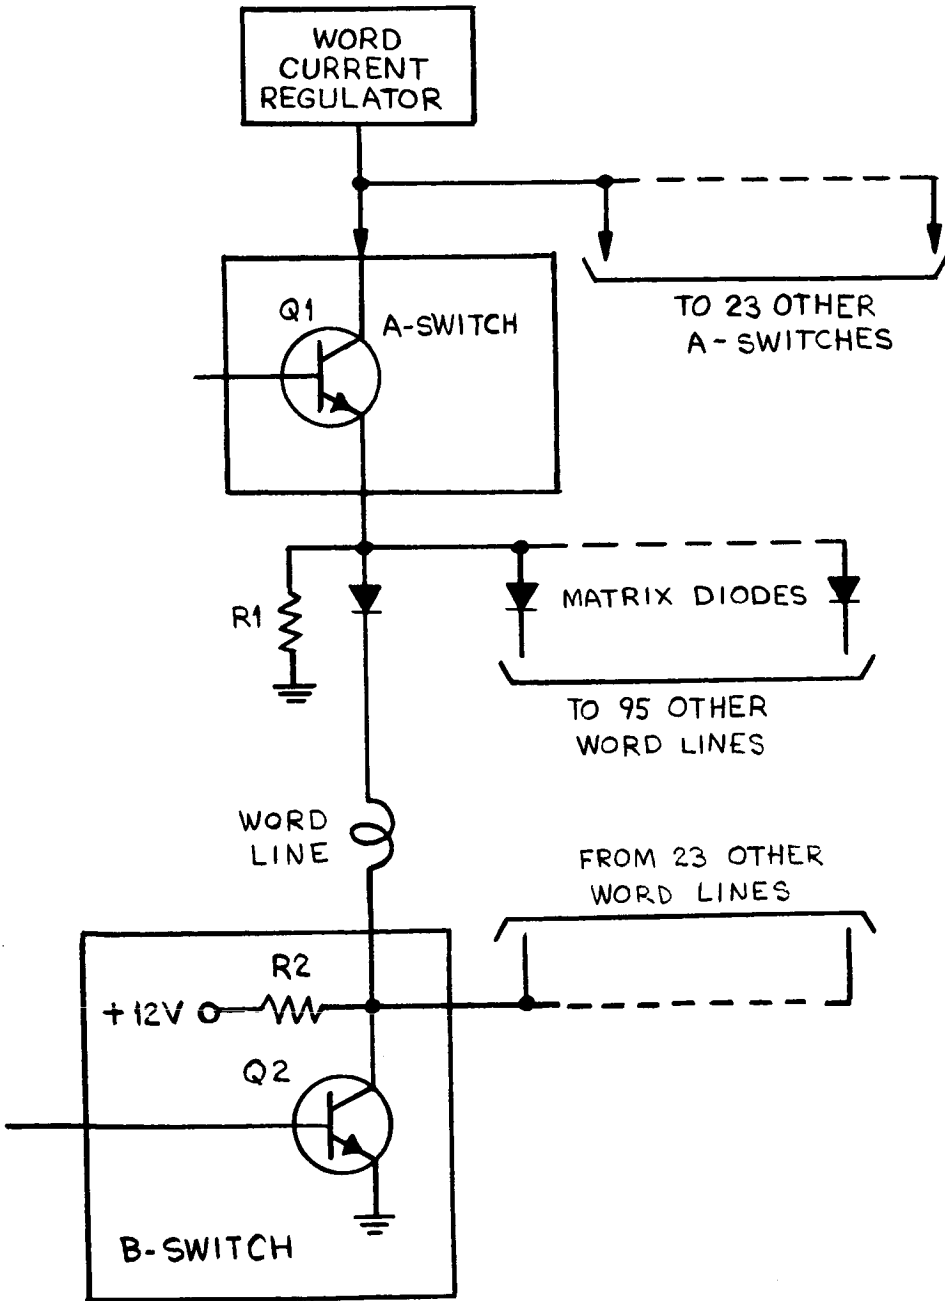 WORD
CURRENT
REGULATOR
TO 23 OTHER
A- SWITCHES
Q1
A-SWITCH
R1
MATRIX DIODES
TO 95 OTHER
WORD LINES
WORD
LINE
FROM 23 OTHER
WORD LINES
R2
+12V
Q2
B-SWITCH